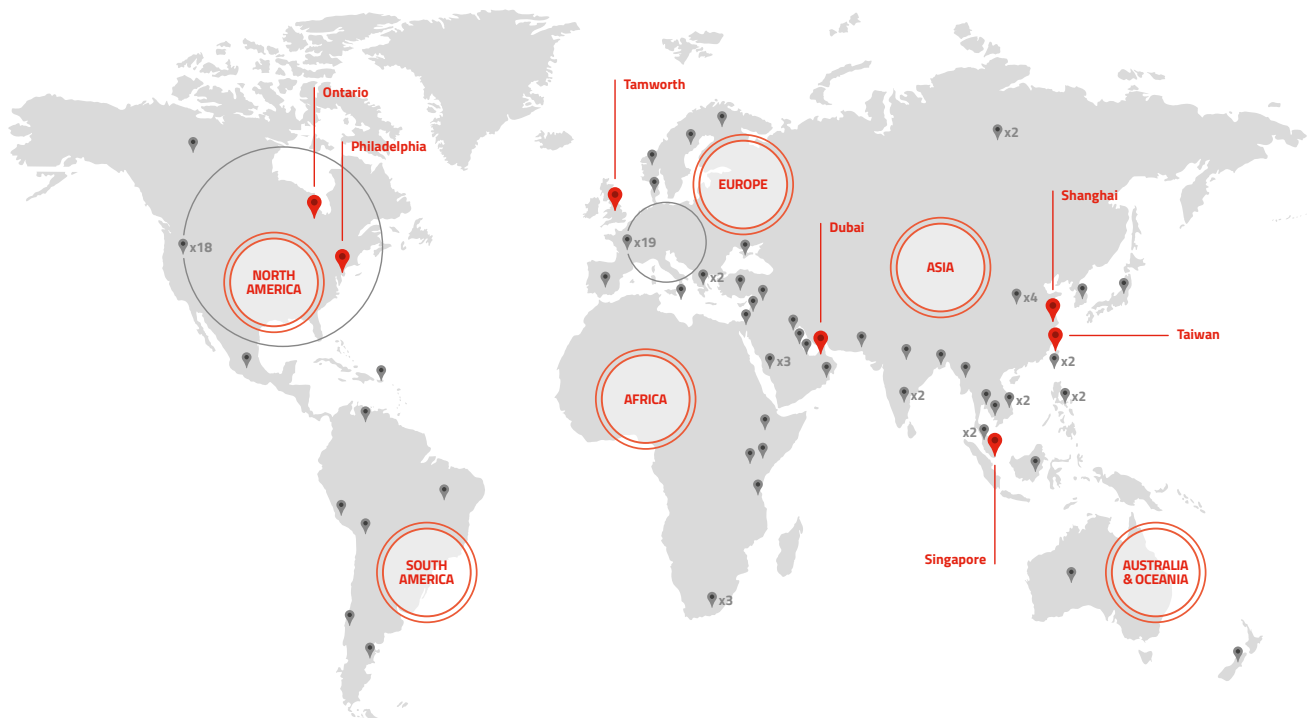 Ontario
Tamworth
Philadelphia
x2
EUROPE
Shanghai
Dubai
x18
x19
ASIA
NORTH
AMERICA
x2
x4
Taiwan
x3
x2
AFRICA
x2
x2
x2
x2
Singapore
SOUTH
AMERICA
AUSTRALIA
& OCEANIA
x3